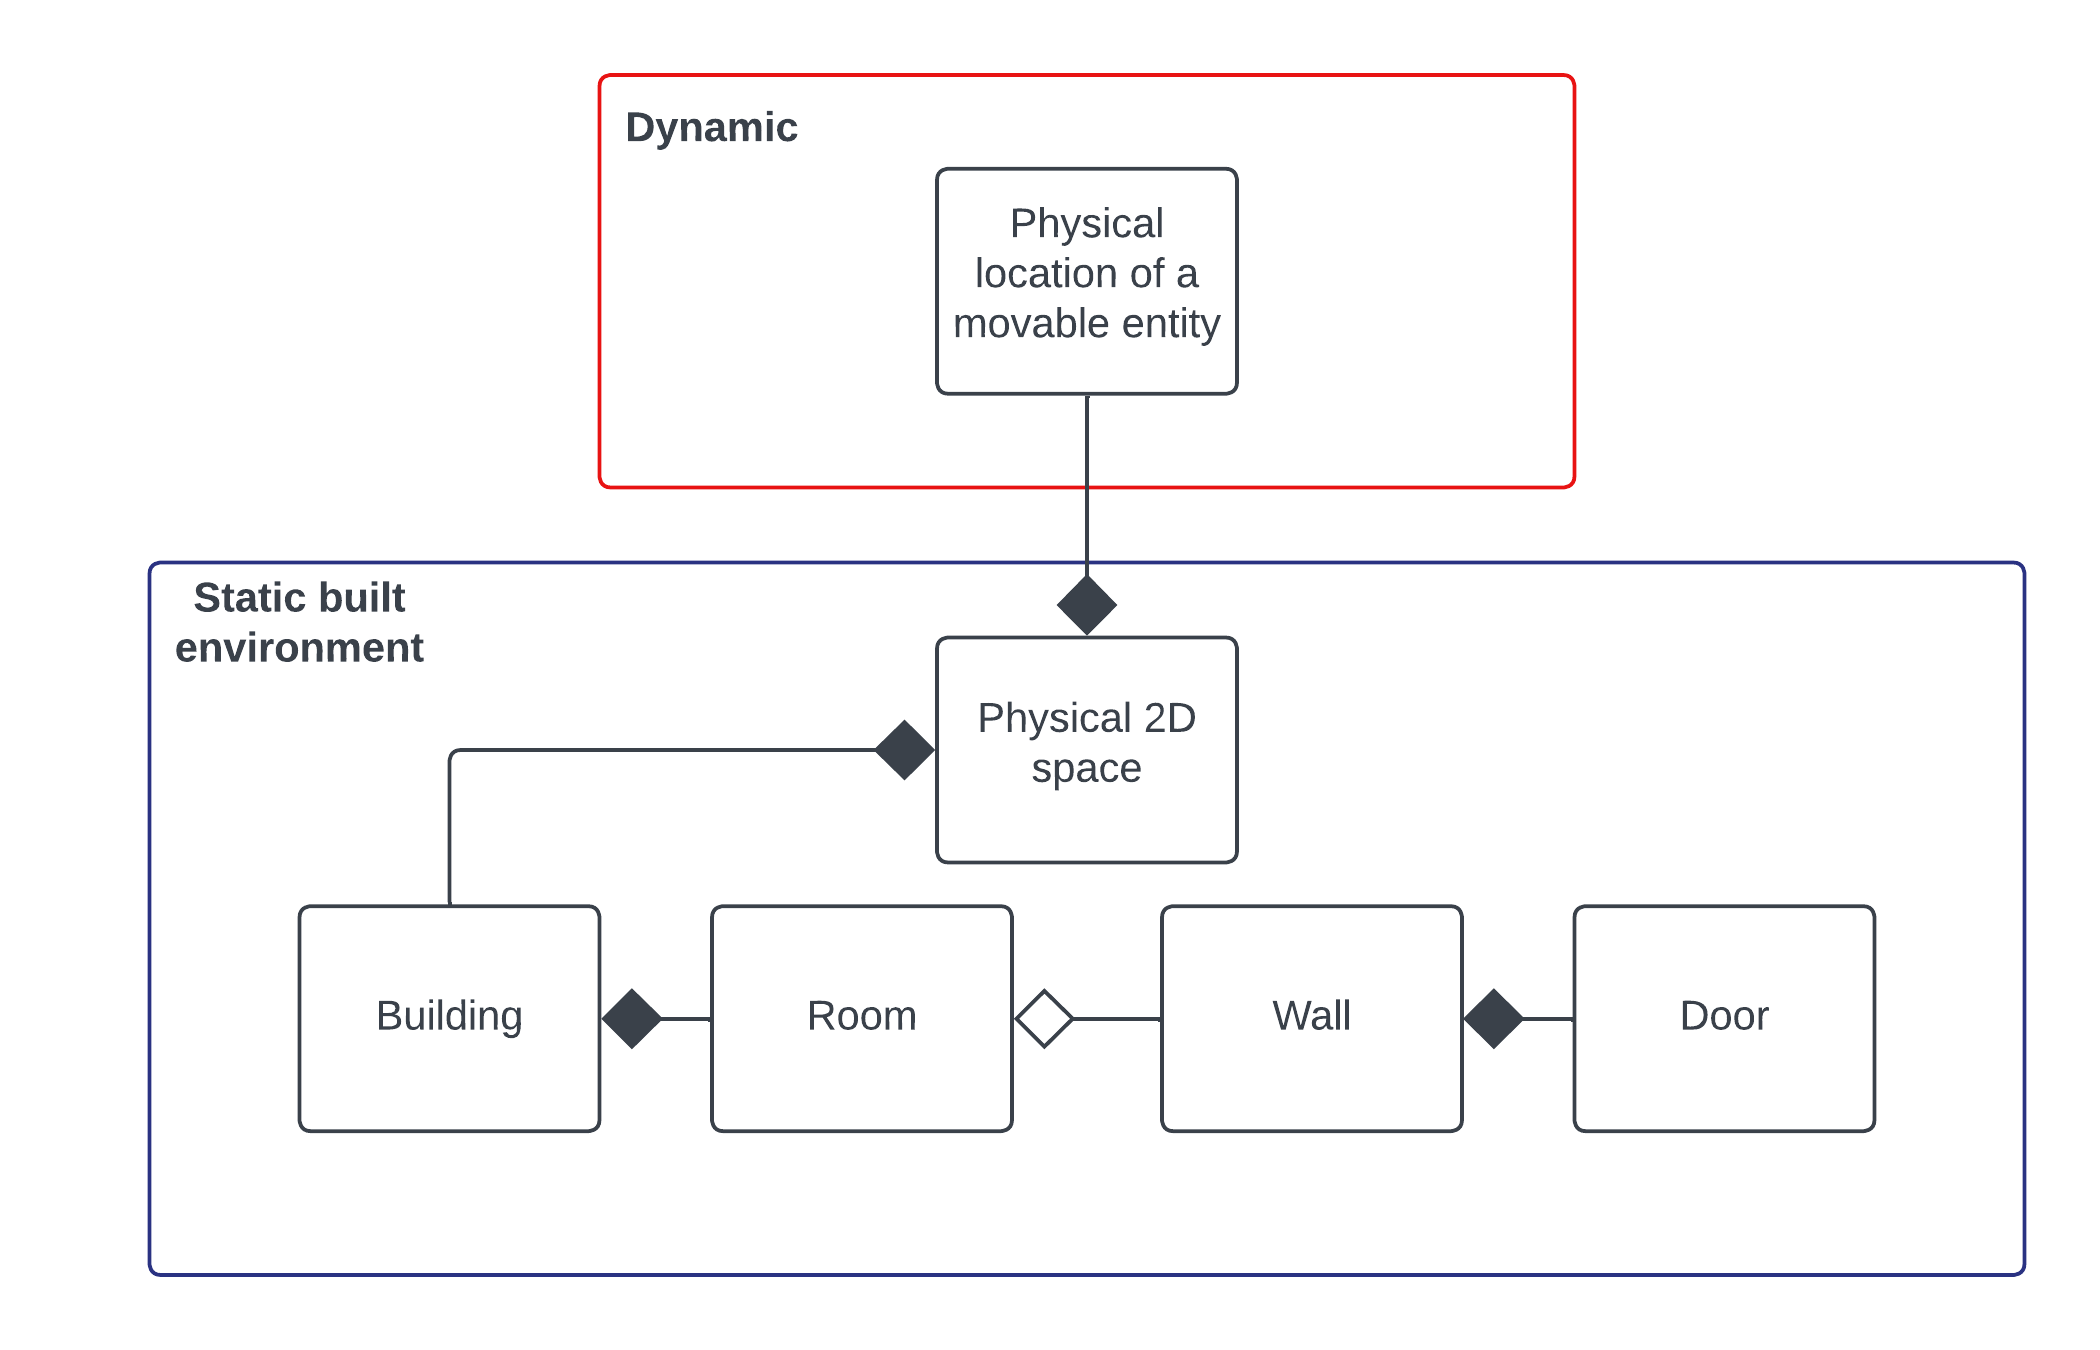 Dynamic
Physical
location of a
movable entity
Static built
environment
Physical 2D
space
Building
Room
Wall
Door